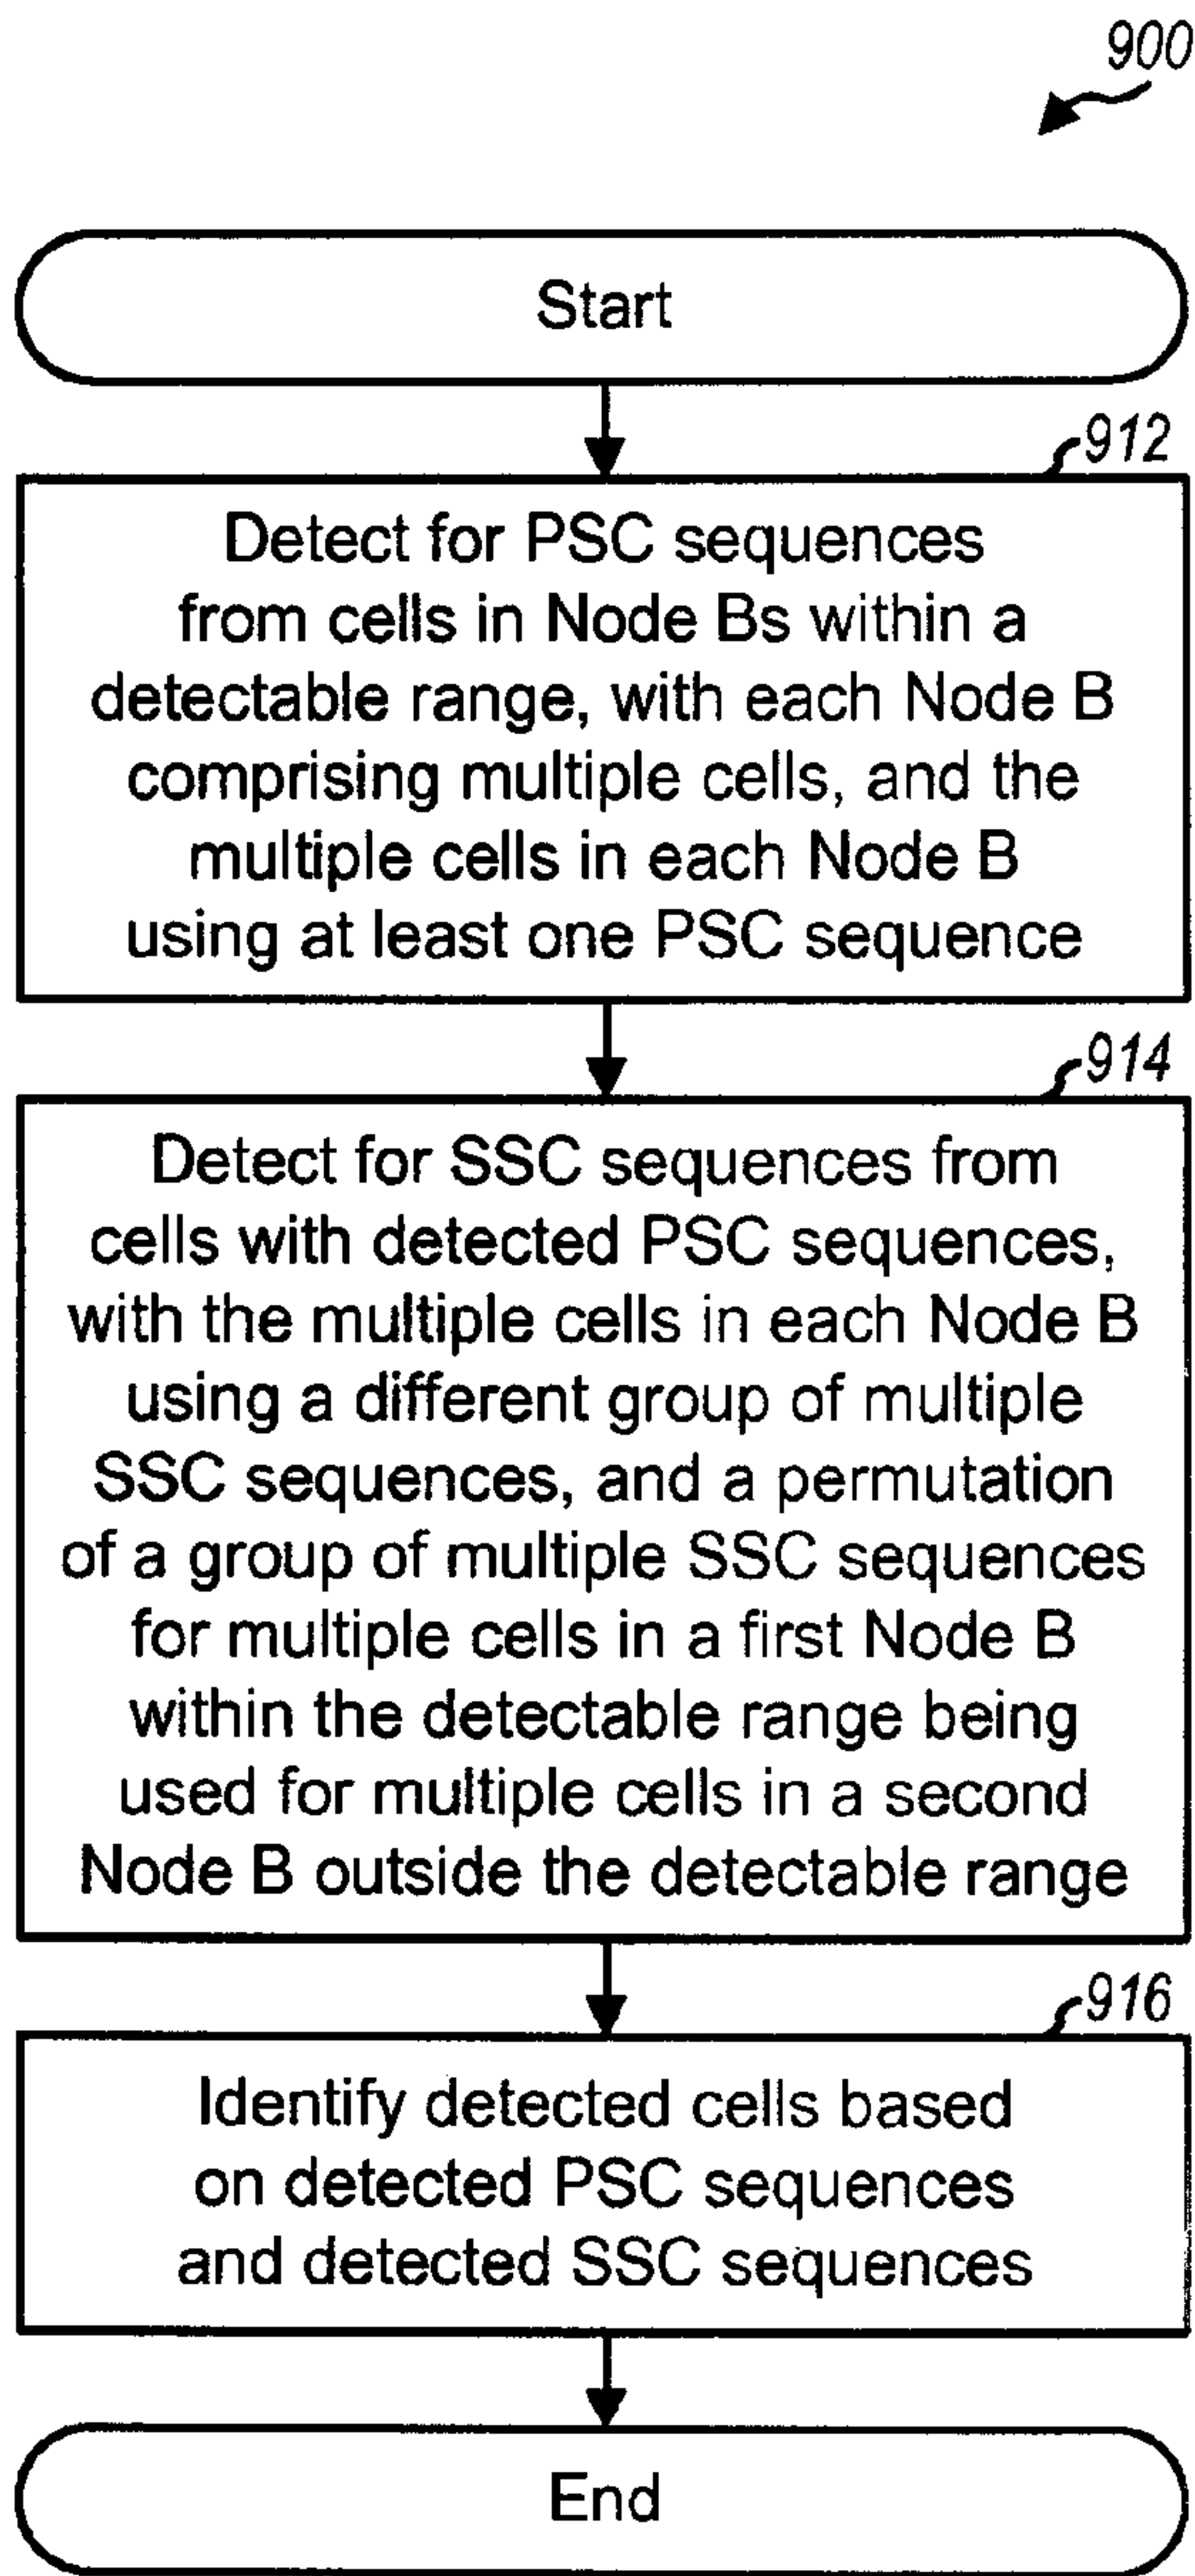 900
Start
912
Detect for PSC sequences
from cells in Node Bs within a
detectable range, with each Node B
comprising multiple cells, and the
multiple cells in each Node B
using at least one PSC sequence
914
Detect for SSC sequences from
cells with detected PSC sequences,
with the multiple cells in each Node B
using a different group of multiple
SSC sequences, and a permutation
of a group of multiple SSC sequences
for multiple cells in a first Node B
within the detectable range being
used for multiple cells in a second
Node B outside the detectable range
916
Identify detected cells based
on detected PSC sequences
and detected SSC sequences
End